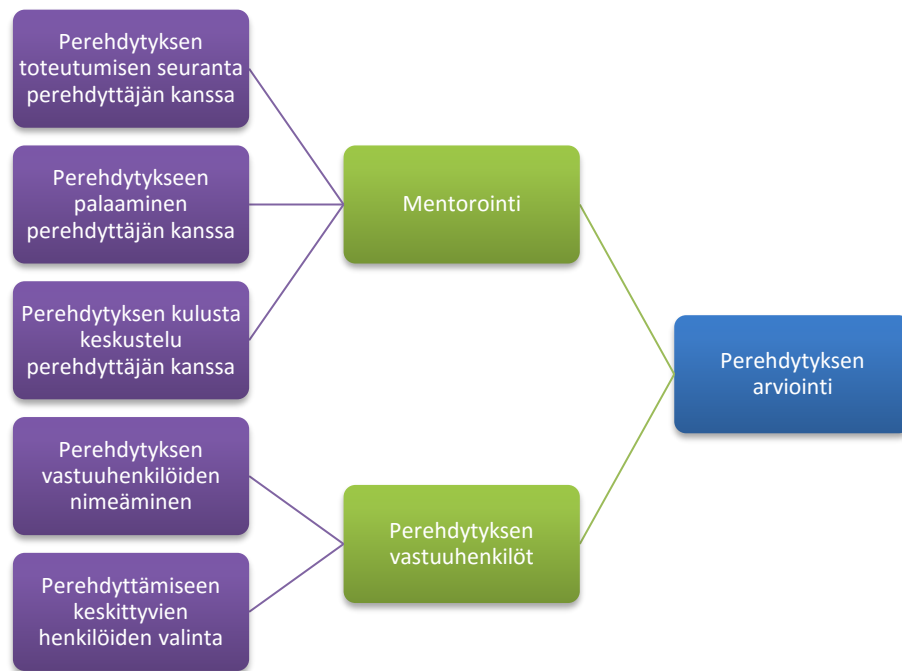 Perehdytyksen
toteutumisen seuranta
perehdyttäjän kanssa
Perehdytykseen
palaaminen
perehdyttäjän kanssa
Perehdytyksen kulusta
keskustelu
perehdyttäjän kanssa
Perehdytyksen
vastuuhenkilöiden
nimeäminen
Perehdyttämiseen
keskittyvien
henkilöiden valinta
Mentorointi
Perehdytyksen
vastuuhenkilöt
Perehdytyksen
arviointi